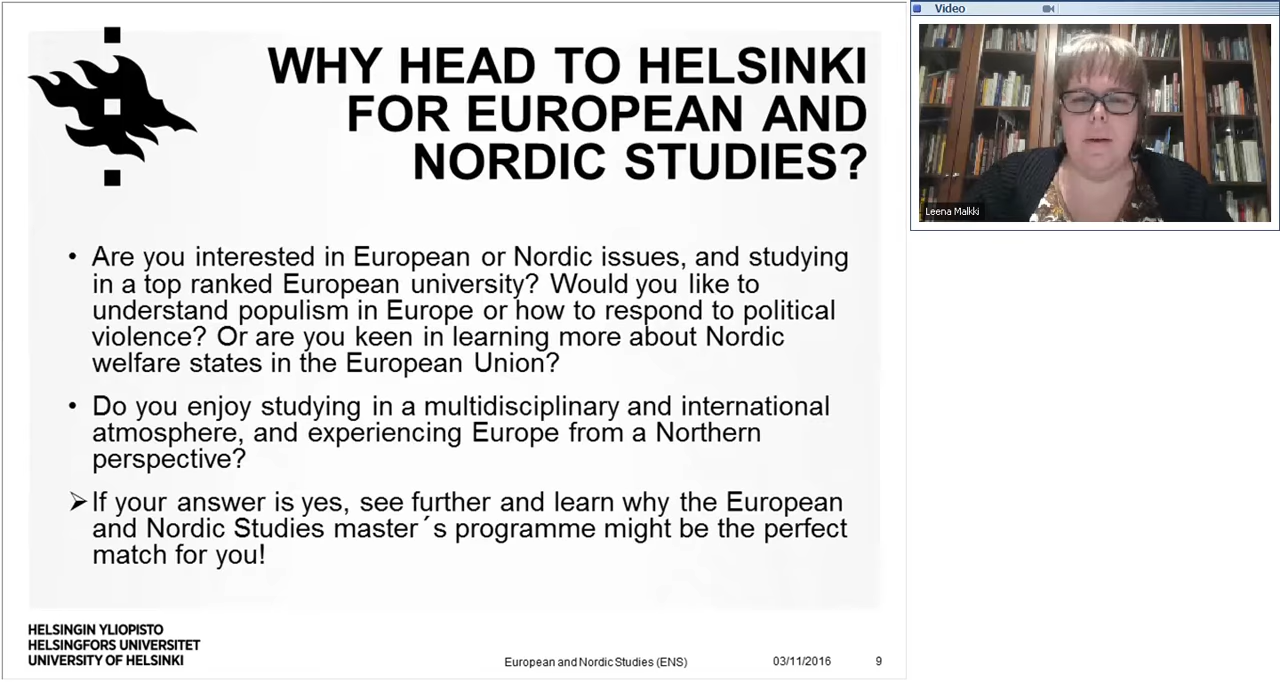 WHY HEAD TO HELSINKI
FOR EUROPEAN AND
NORDIC STUDIES?
• Are you interested in European or Nordic issues, and studying
in a top ranked European university? Would you like to
understand populism in Europe or how to respond to political
violence? Or are you keen in learning more about Nordic
welfare states in the European Union?
• Do you enjoy studying in a multidisciplinary and international
atmosphere, and experiencing Europe from a Northern
perspective?
➢ If your answer is yes, see further and learn why the European
and Nordic Studies master´s programme might be the perfect
match for you!
HELSINGIN YLIOPISTO
HELSINGFORS UNIVERSITET
UNIVERSITY OF HELSINKI
European and Nordic Studies (ENS)
03/11/2016
9
Video
Leena Malkki